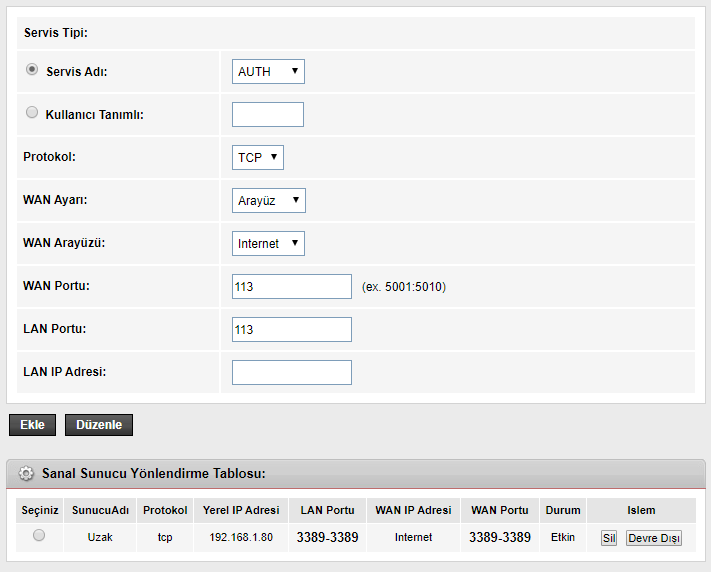 Servis Tipi:
Servis Adı: AUTH
Kullanıcı Tanımlı:
Protokol: TCP
WAN Ayarı: Arayüz
WAN Arayüzü: Internet
WAN Portu: 113 (ex. 5001:5010)
LAN Portu: 113
LAN IP Adresi:
Ekle Düzenle
Sanal Sunucu Yönlendirme Tablosu:
Seçiniz SunucuAdı Protokol Yerel IP Adresi LAN Portu WAN IP Adresi WAN Portu Durum Islem
Uzak tcp 192.168.1.80 3389-3389 Internet 3389-3389 Etkin Sil Devre Dışı